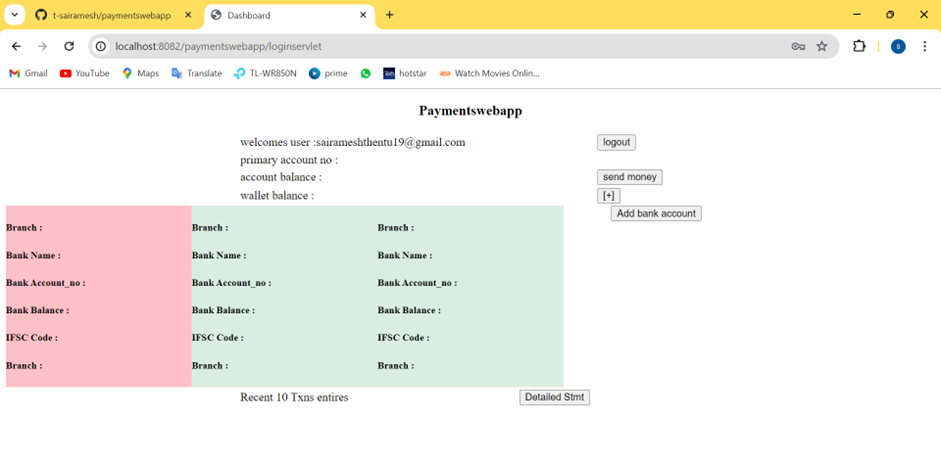 t-sairamesh/paymentswebapp Dashboard
localhost:8082/paymentswebapp/loginservlet S
Gmail YouTube Maps Translate TL-WR850N prime hotstar Watch Movies Onlin...
Paymentswebapp
welcomes user :sairameshthentu19@gmail.com logout
primary account no :
account balance : send money
wallet balance : [+]
Add bank account
Branch : Branch : Branch :
Bank Name : Bank Name : Bank Name :
Bank Account_no : Bank Account_no : Bank Account_no :
Bank Balance : Bank Balance : Bank Balance :
IFSC Code : IFSC Code : IFSC Code :
Branch : Branch : Branch :
Recent 10 Txns entires Detailed Stmt